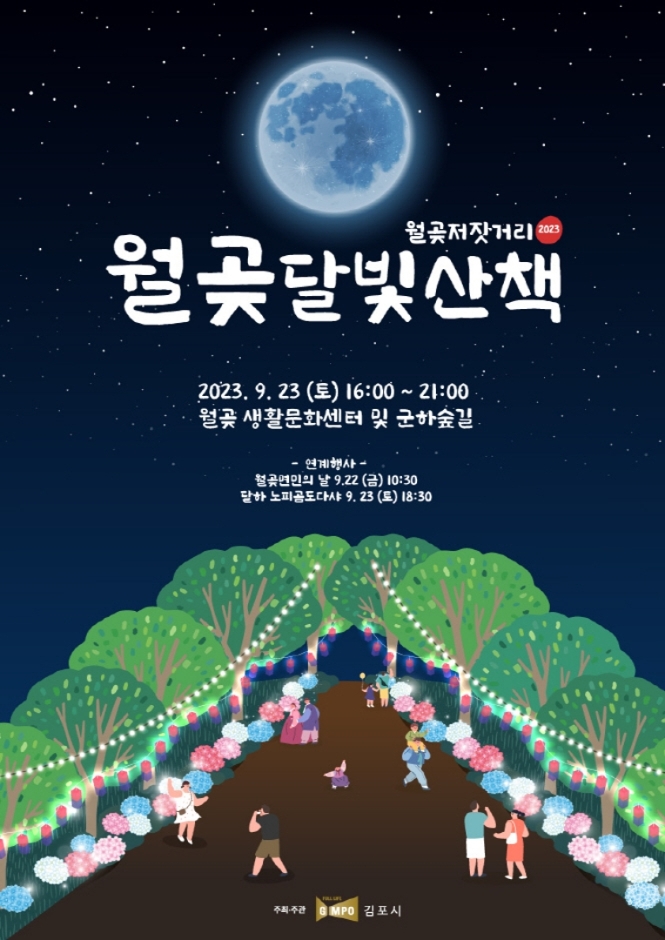 월곶저잣거리 2023
월곶달빛산책
2023. 9. 23 (토) 16:00 ~ 21:00
월곶 생활문화센터 및 군하숲길
- 연계행사 -
월곶면민의 날 9.22 (금) 10:30
달하 노피곰도다샤 9. 23 (토) 18:30
주최·주관 GIMPO 김포시